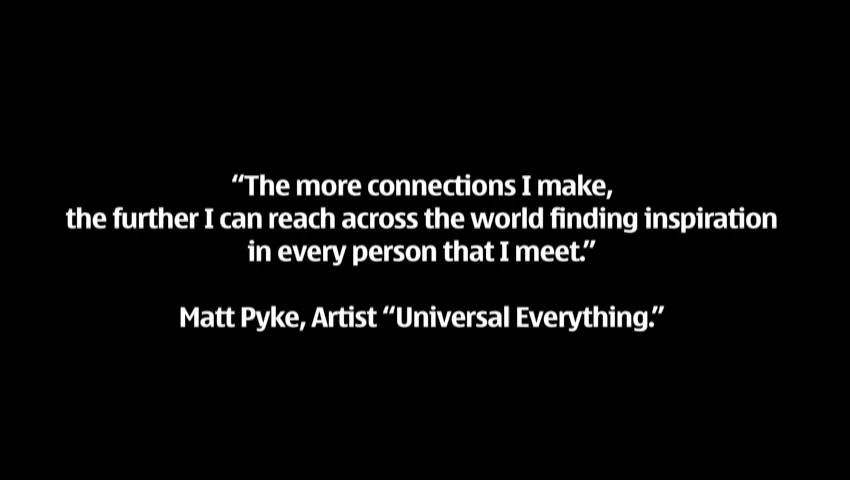 “The more connections I make,
the further I can reach across the world finding inspiration
in every person that I meet.”
Matt Pyke, Artist “Universal Everything.”